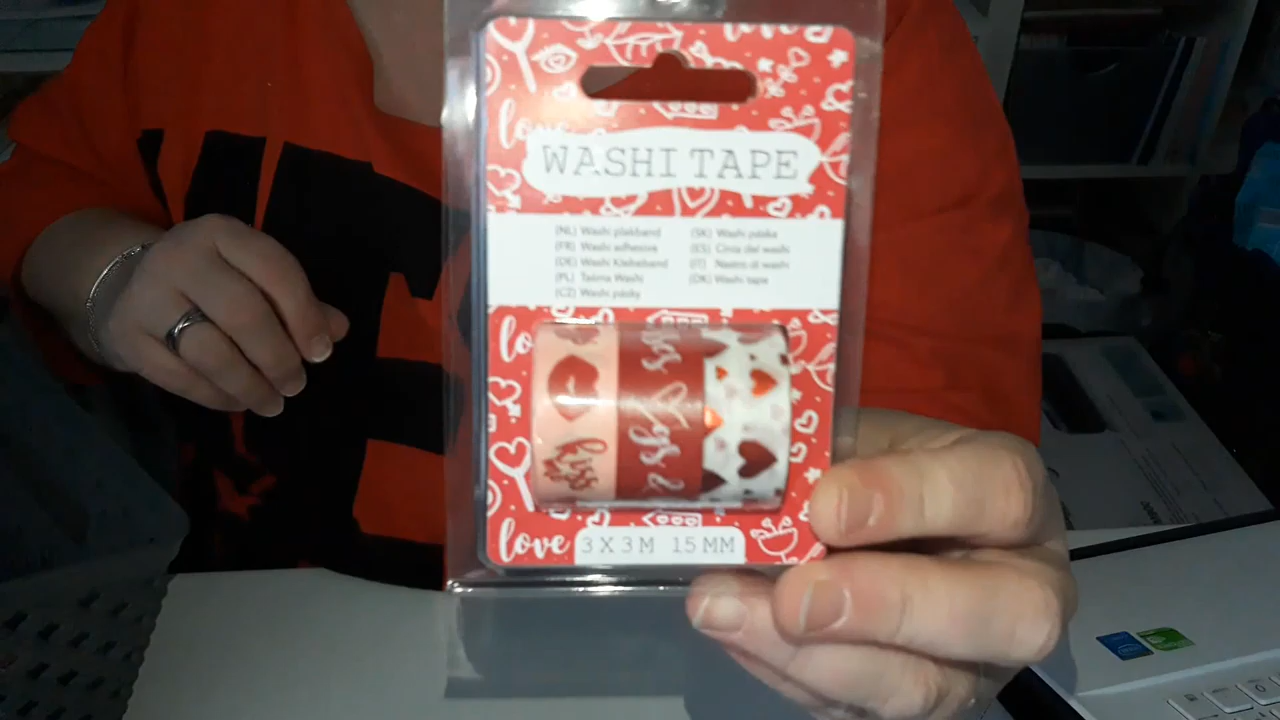 love
love
WASHI TAPE
(NL) Washi plakband
(FR) Washi adhesive
(DE) Washi Klebeband
(PL) Taśma Washi
(CZ) Washi pásky
(SK) Washi páska
(ES) Cinta del washi
(IT) Nastro di washi
(DK) Washi tape
lo
kiss
love
3 X 3 M 15 MM